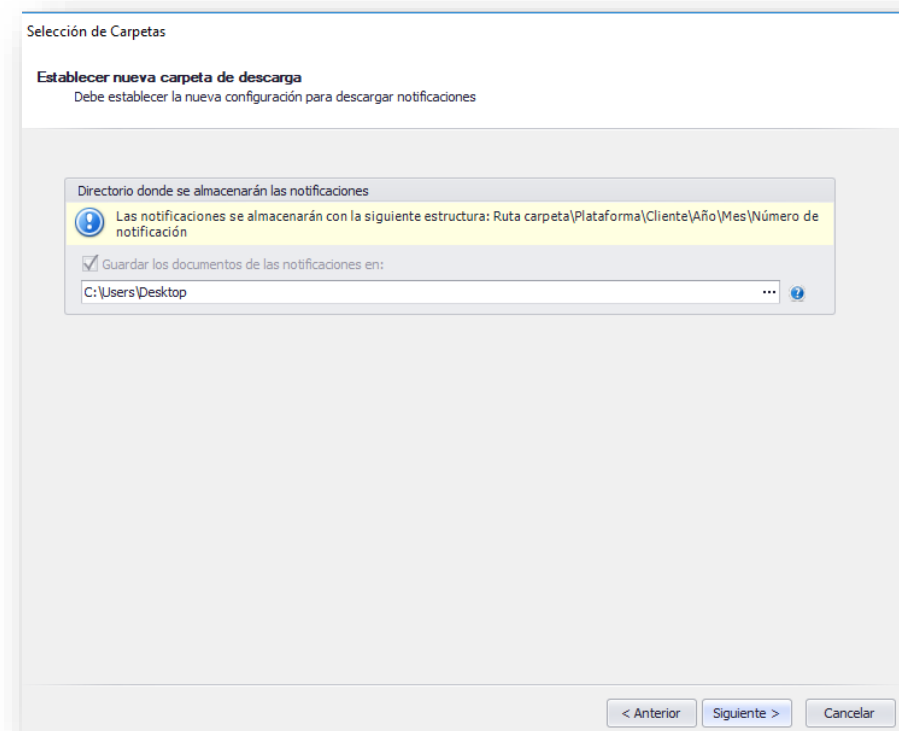 Selección de Carpetas
Establecer nueva carpeta de descarga
Debe establecer la nueva configuración para descargar notificaciones
Directorio donde se almacenarán las notificaciones
Las notificaciones se almacenarán con la siguiente estructura: Ruta carpeta\Plataforma\Cliente\Año\Mes\Número de
notificación
Guardar los documentos de las notificaciones en:
C:\Users\Desktop ...
< Anterior Siguiente > Cancelar